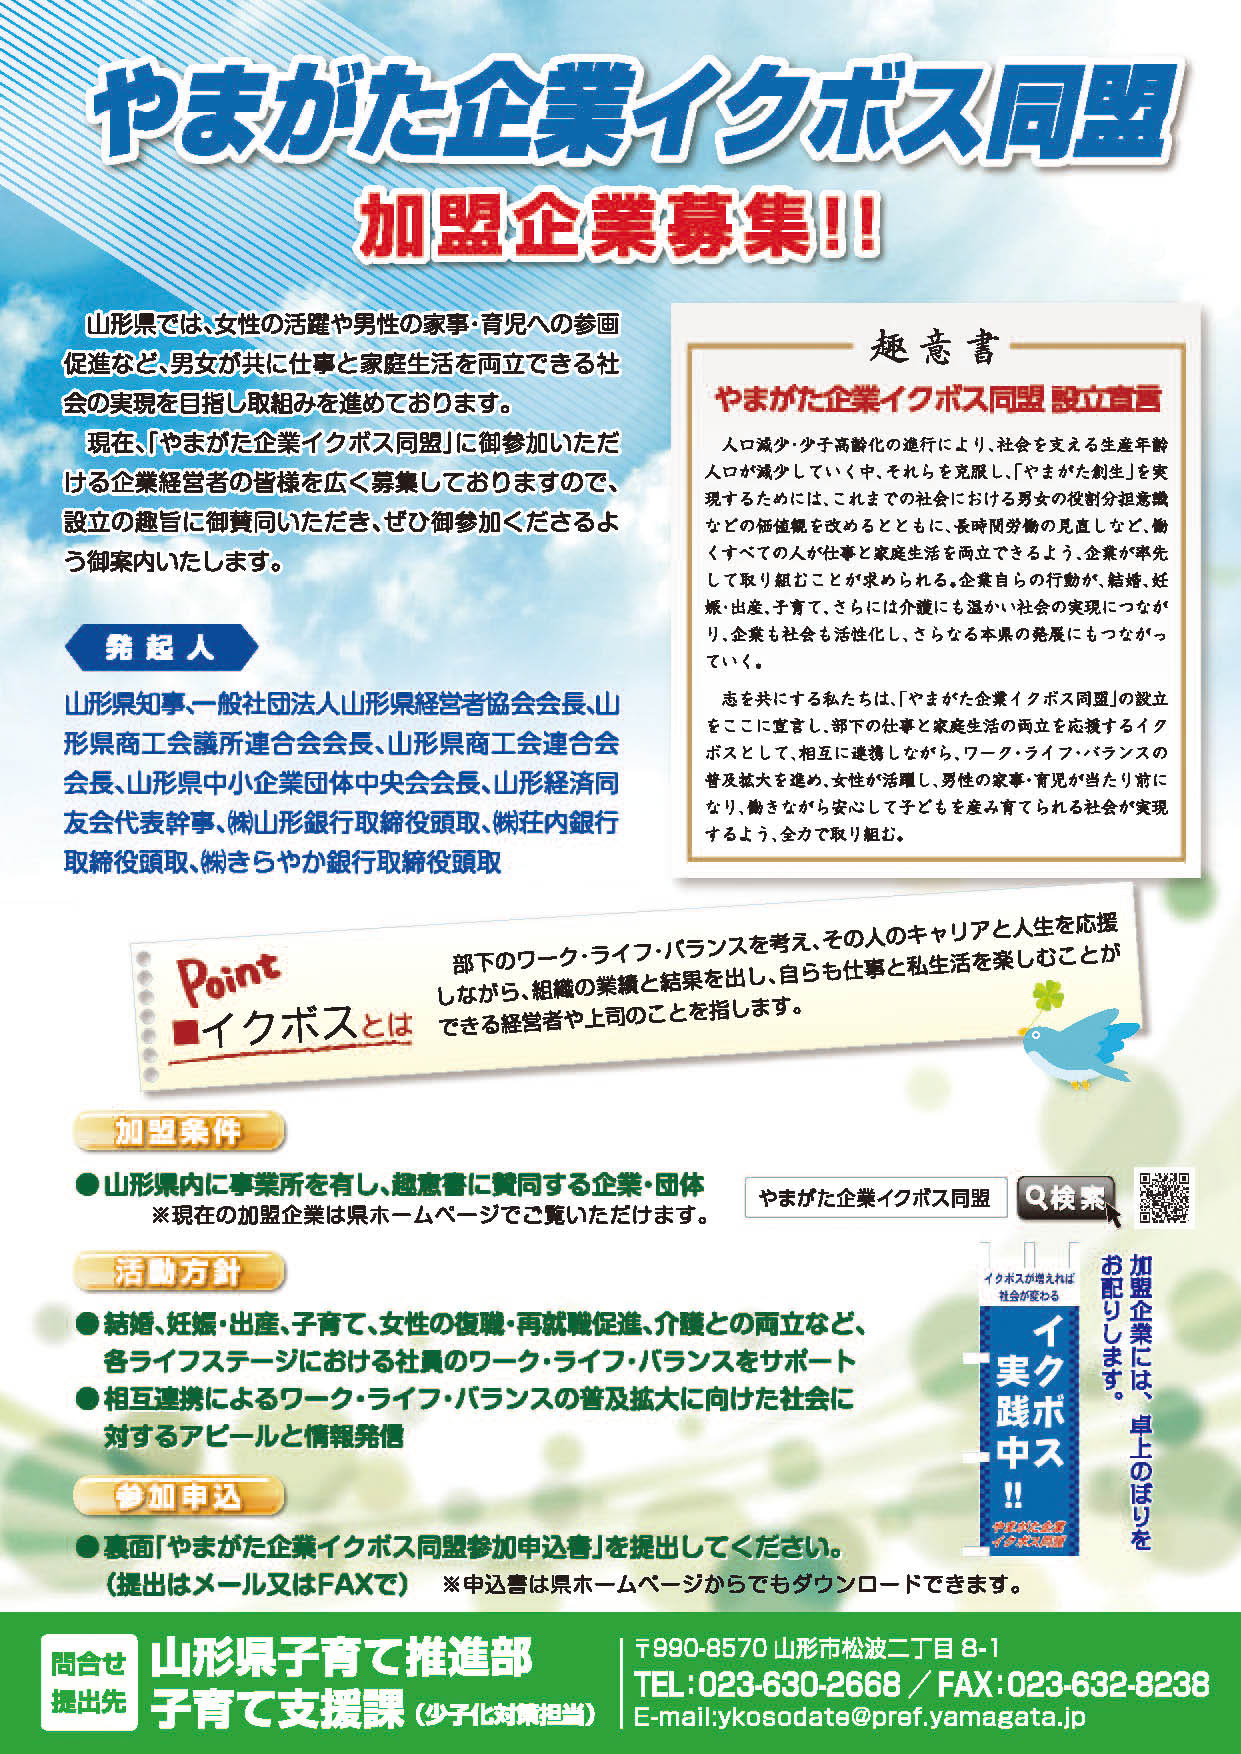 やまがた企業イクボス同盟
加盟企業募集!!
山形県では、女性の活躍や男性の家事・育児への参画
促進など、男女が共に仕事と家庭生活を両立できる社
会の実現を目指し取組みを進めております。
現在、「やまがた企業イクボス同盟」に御参加いただ
ける企業経営者の皆様を広く募集しておりますので、
設立の趣旨に御賛同いただき、ぜひ御参加くださるよ
う御案内いたします。
発起人
山形県知事、一般社団法人山形県経営者協会会長、山
形県商工会議所連合会会長、山形県商工会連合会
会長、山形県中小企業団体中央会会長、山形経済同
友会代表幹事、㈱山形銀行取締役頭取、㈱荘内銀行
取締役頭取、㈱きらやか銀行取締役頭取
趣意書
やまがた企業イクボス同盟 設立宣言
人口減少・少子高齢化の進行により、社会を支える生産年齢
人口が減少していく中、それらを克服し、「やまがた創生」を実
現するためには、これまでの社会における男女の役割分担意識
などの価値観を改めるとともに、長時間労働の見直しなど、働
くすべての人が仕事と家庭生活を両立できるよう、企業が率先
して取り組むことが求められる。企業自らの行動が、結婚、妊
娠・出産、子育て、さらには介護にも温かい社会の実現につなが
り、企業も社会も活性化し、さらなる本県の発展にもつながっ
ていく。
志を共にする私たちは、「やまがた企業イクボス同盟」の設立
をここに宣言し、部下の仕事と家庭生活の両立を応援するイク
ボスとして、相互に連携しながら、ワーク・ライフ・バランスの
普及拡大を進め、女性が活躍し、男性の家事・育児が当たり前に
なり、働きながら安心して子どもを産み育てられる社会が実現
するよう、全力で取り組む。
Point
■イクボスとは
部下のワーク・ライフ・バランスを考え、その人のキャリアと人生を応援
しながら、組織の業績と結果を出し、自らも仕事と私生活を楽しむことが
できる経営者や上司のことを指します。
加盟条件
●山形県内に事業所を有し、趣意書に賛同する企業・団体
※現在の加盟企業は県ホームページでご覧いただけます。
やまがた企業イクボス同盟
検索
活動方針
●結婚、妊娠・出産、子育て、女性の復職・再就職促進、介護との両立など、
各ライフステージにおける社員のワーク・ライフ・バランスをサポート
●相互連携によるワーク・ライフ・バランスの普及拡大に向けた社会に
対するアピールと情報発信
イクボスが増えれば
社会が変わる
イクボス
実践中!!
やまがた企業
イクボス同盟
加盟企業には、卓上のぼりを
お配りします。
参加申込
●裏面「やまがた企業イクボス同盟参加申込書」を提出してください。
（提出はメール又はFAXで） ※申込書は県ホームページからでもダウンロードできます。
問合せ
提出先
山形県子育て推進部
子育て支援課（少子化対策担当）
〒990-8570 山形市松波二丁目 8-1
TEL：023-630-2668 ／ FAX：023-632-8238
E-mail:ykosodate@pref.yamagata.jp